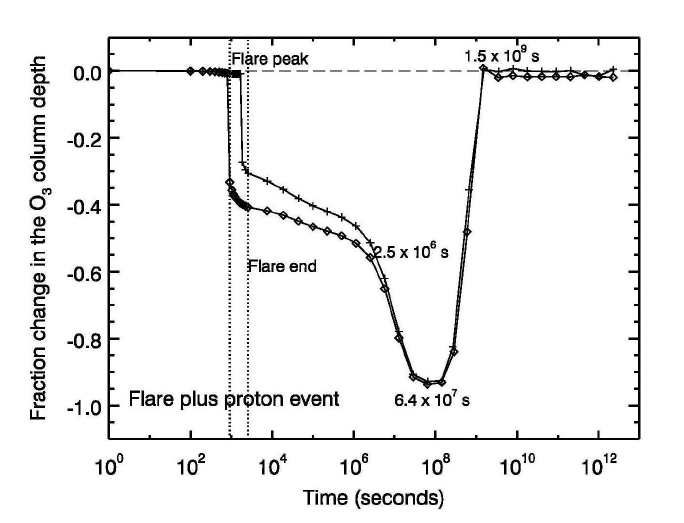 1.5 x 10⁹ s
Flare peak
0.0
-0.2
-0.4
-0.6
-0.8
-1.0
Fraction change in the O₃ column depth
2.5 x 10⁶ s
Flare end
Flare plus proton event
6.4 x 10⁷ s
10⁰ 10² 10⁴ 10⁶ 10⁸ 10¹⁰ 10¹²
Time (seconds)